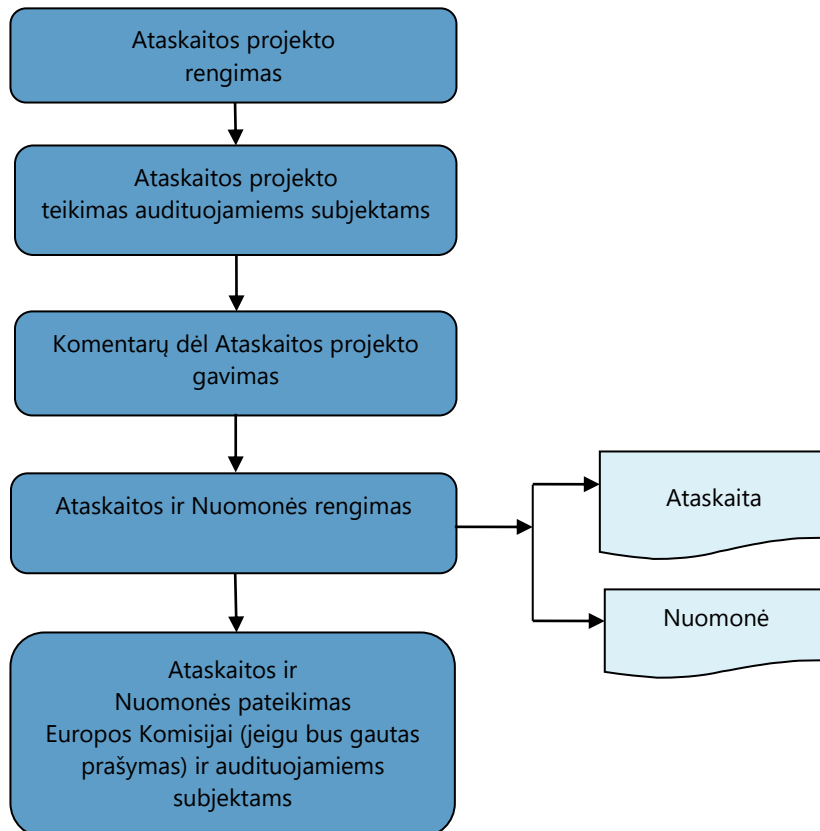 Ataskaitos projekto
rengimas
Ataskaitos projekto
teikimas audituojamiems subjektams
Komentarų dėl Ataskaitos projekto
gavimas
Ataskaitos ir Nuomonės rengimas
Ataskaita
Nuomonė
Ataskaitos ir
Nuomonės pateikimas
Europos Komisijai (jeigu bus gautas
prašymas) ir audituojamiems
subjektams